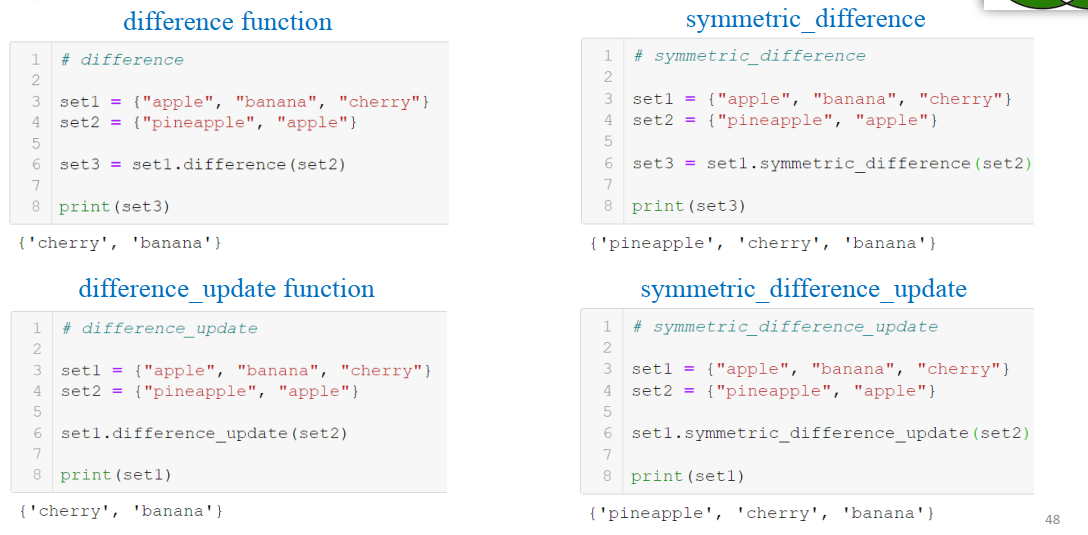 difference function
1 # difference
2
3 set1 = {"apple", "banana", "cherry"}
4 set2 = {"pineapple", "apple"}
5
6 set3 = set1.difference(set2)
7
8 print(set3)
{'cherry', 'banana'}
symmetric_difference
1 # symmetric_difference
2
3 set1 = {"apple", "banana", "cherry"}
4 set2 = {"pineapple", "apple"}
5
6 set3 = set1.symmetric_difference(set2)
7
8 print(set3)
{'pineapple', 'cherry', 'banana'}
difference_update function
1 # difference_update
2
3 set1 = {"apple", "banana", "cherry"}
4 set2 = {"pineapple", "apple"}
5
6 set1.difference_update(set2)
7
8 print(set1)
{'cherry', 'banana'}
symmetric_difference_update
1 # symmetric_difference_update
2
3 set1 = {"apple", "banana", "cherry"}
4 set2 = {"pineapple", "apple"}
5
6 set1.symmetric_difference_update(set2)
7
8 print(set1)
{'pineapple', 'cherry', 'banana'}
48